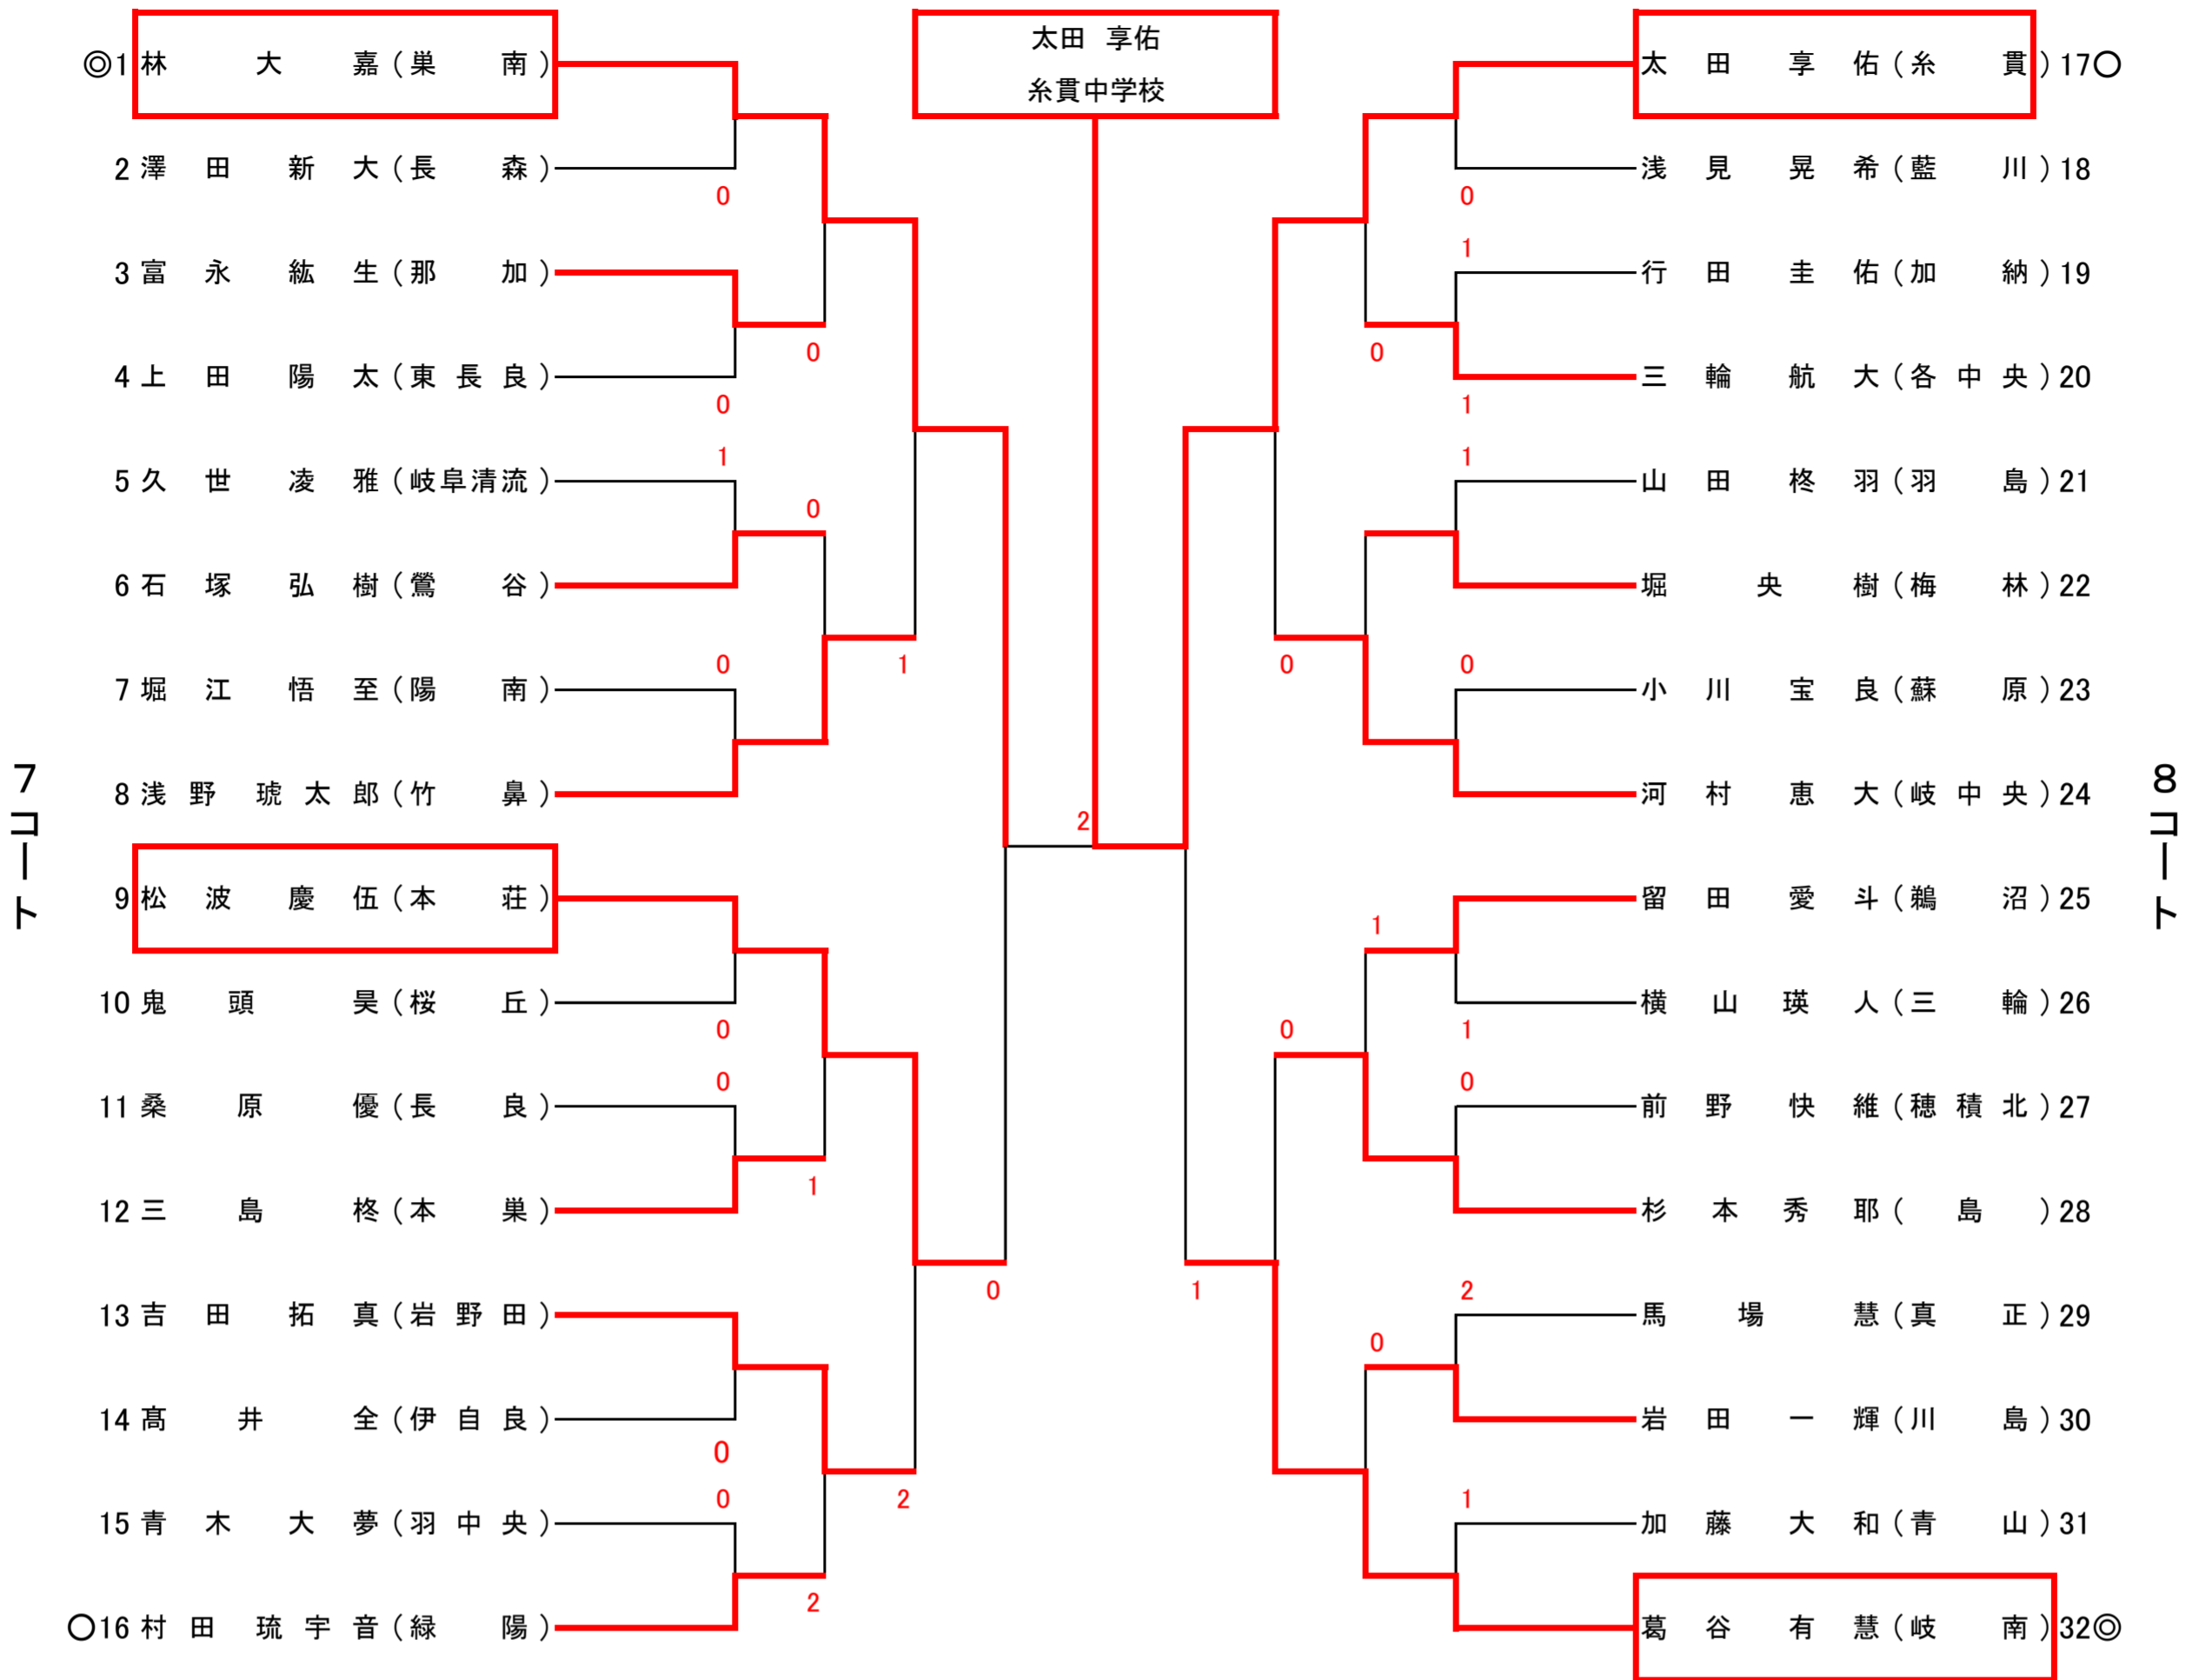 太田 享佑
糸貫中学校
7コート
◎1 林 大 嘉(巣 南)
0
2 澤 田 新 大(長 森)
3 富 永 紘 生(那 加)
0
4 上 田 陽 太(東 長 良)
0
1
5 久 世 凌 雅(岐阜清流)
0
6 石 塚 弘 樹(鶯 谷)
0
1
7 堀 江 悟 至(陽 南)
8 浅 野 琥 太 郎(竹 鼻)
2
9 松 波 慶 伍(本 荘)
10 鬼 頭 昊(桜 丘)
0
0
11 桑 原 優(長 良)
1
12 三 島 柊(本 巣)
0
13 吉 田 拓 真(岩 野 田)
14 髙 井 全(伊 自 良)
0
0
2
15 青 木 大 夢(羽 中 央)
2
○16 村 田 琉 宇 音(緑 陽)
太 田 享 佑(糸 貫)17○
浅 見 晃 希(藍 川)18
0
1
行 田 圭 佑(加 納)19
0
三 輪 航 大(各 中 央)20
1
1
山 田 柊 羽(羽 島)21
堀 央 樹(梅 林)22
0
0
小 川 宝 良(蘇 原)23
河 村 恵 大(岐 中 央)24
留 田 愛 斗(鵜 沼)25
1
横 山 瑛 人(三 輪)26
0
1
0
前 野 快 維(穂 積 北)27
杉 本 秀 耶( 島 )28
1
2
馬 場 慧(真 正)29
0
岩 田 一 輝(川 島)30
1
加 藤 大 和(青 山)31
葛 谷 有 慧(岐 南)32◎
8コート